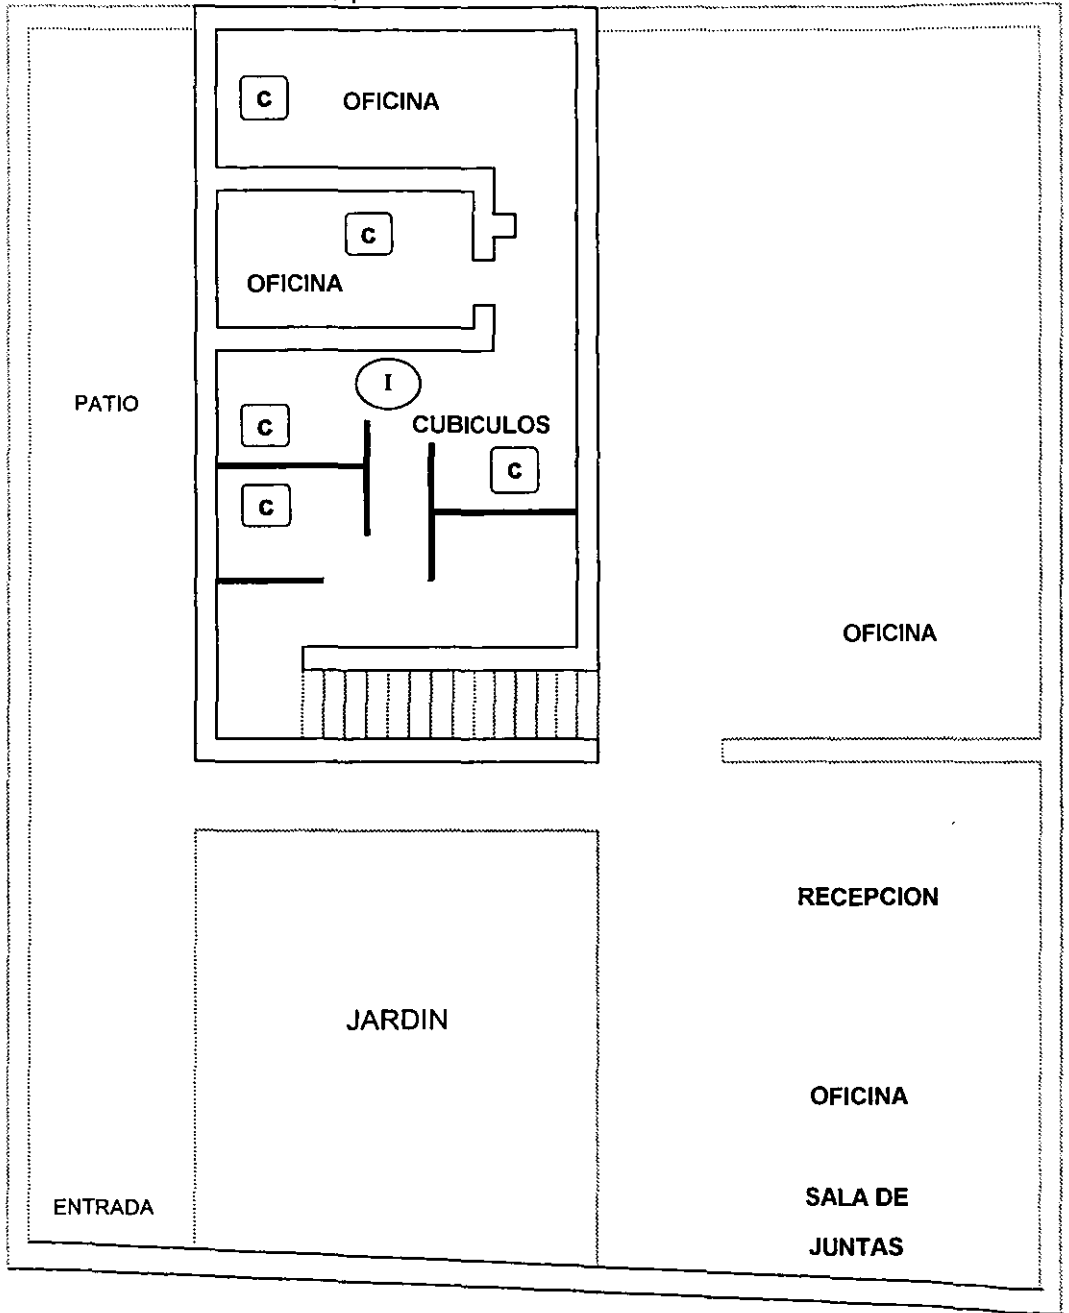 C OFICINA
C
OFICINA
I
PATIO
C
CUBICULOS
C
C
OFICINA
RECEPCION
JARDIN
OFICINA
ENTRADA
SALA DE
JUNTAS